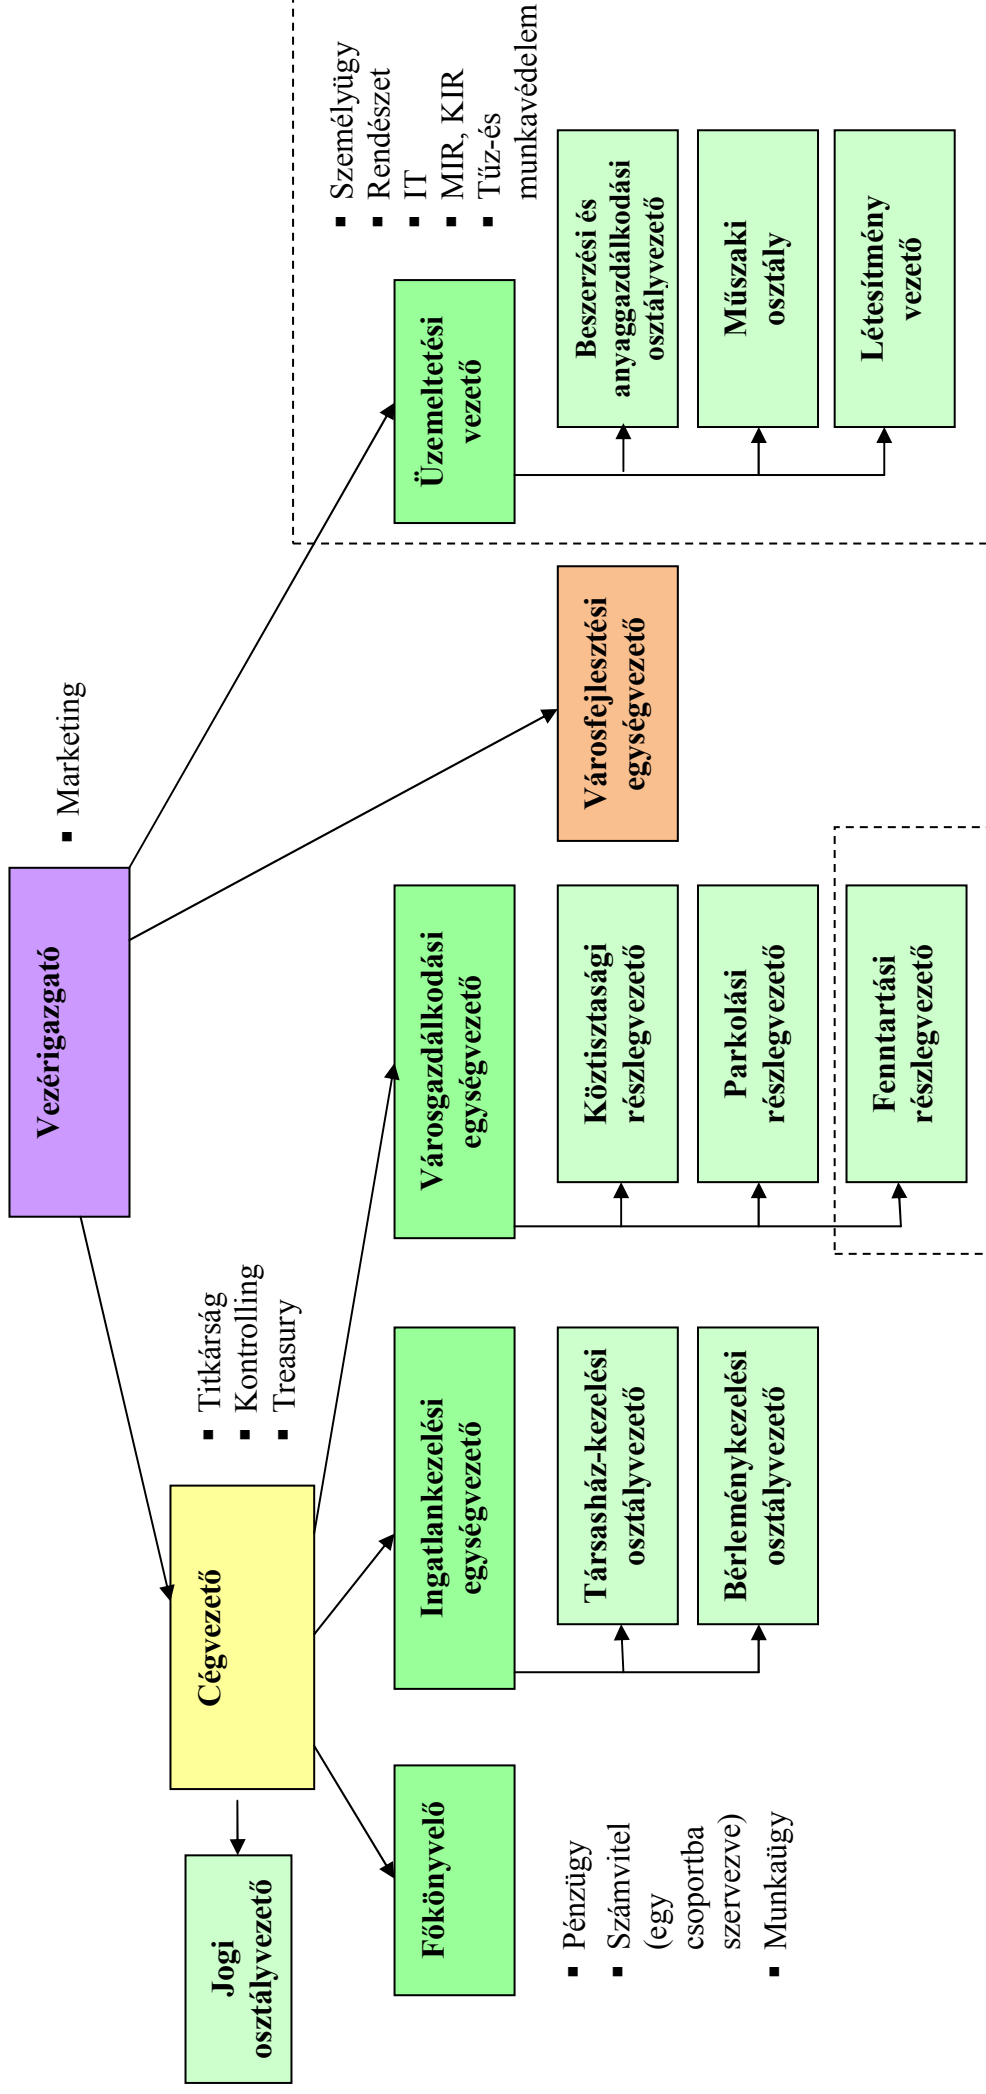 Vezérigazgató
▪ Marketing
Cégvezető
▪ Titkárság
▪ Kontrolling
▪ Treasury
Jogi
osztályvezető
▪ Személyügy
▪ Rendészet
▪ IT
▪ MIR, KIR
▪ Tűz-és
munkavédelem
Főkönyvelő
▪ Pénzügy
▪ Számvitel
(egy
csoportba
szervezve)
▪ Munkaügy
Ingatlankezelési
egységvezető
Társasház-kezelési
osztályvezető
Bérleménykezelési
osztályvezető
Városgazdálkodási
egységvezető
Köztisztasági
részlegvezető
Parkolási
részlegvezető
Fenntartási
részlegvezető
Városfejlesztési
egységvezető
Üzemeltetési
vezető
Beszerzési és
anyaggazdálkodási
osztályvezető
Műszaki
osztály
Létesítmény
vezető